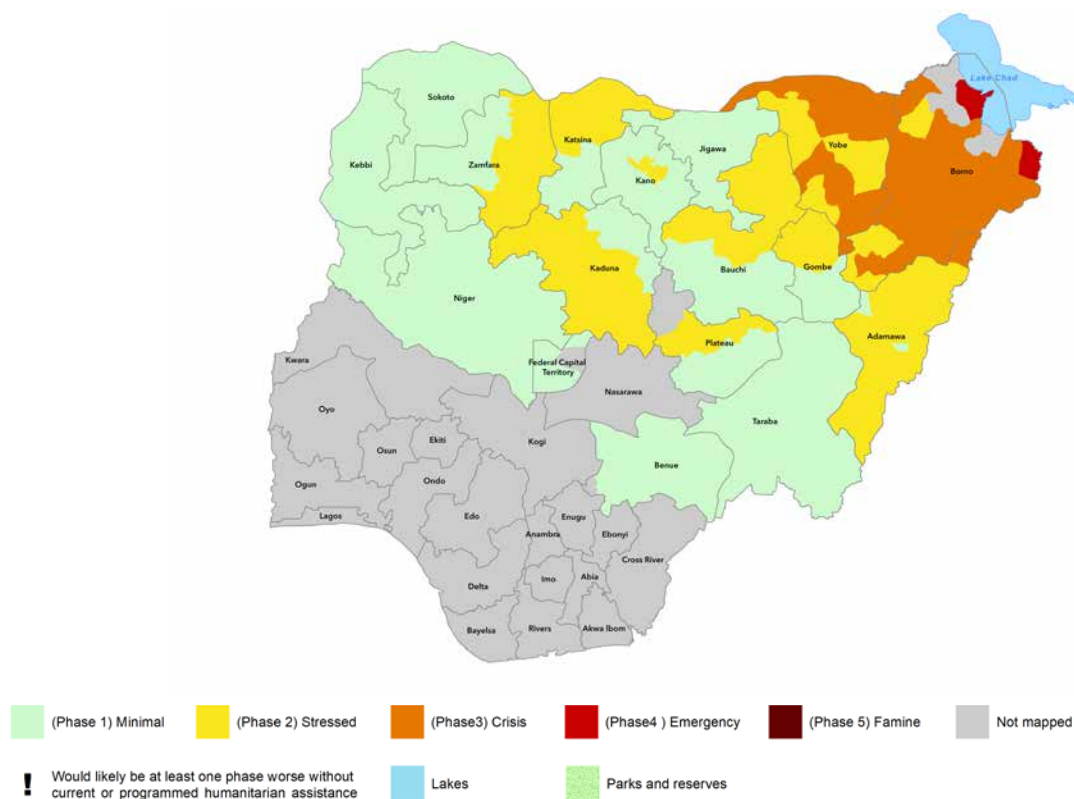 Lake Chad
Sokoto
Katsina
Jigawa
Yobe
Kebbi
Zamfara
Kano
Borno
Kaduna
Bauchi
Gombe
Niger
Adamawa
Plateau
Kwara
Federal Capital
Territory
Nasarawa
Oyo
Taraba
Ekiti
Kogi
Osun
Benue
Ogun
Ondo
Lagos
Edo
Enugu
Anambra
Ebonyi
Cross River
Delta
Imo
Abia
Bayelsa
Rivers
Akwa Ibom
(Phase 1) Minimal
(Phase 2) Stressed
(Phase3) Crisis
(Phase4 ) Emergency
(Phase 5) Famine
Not mapped
! Would likely be at least one phase worse without
current or programmed humanitarian assistance
Lakes
Parks and reserves